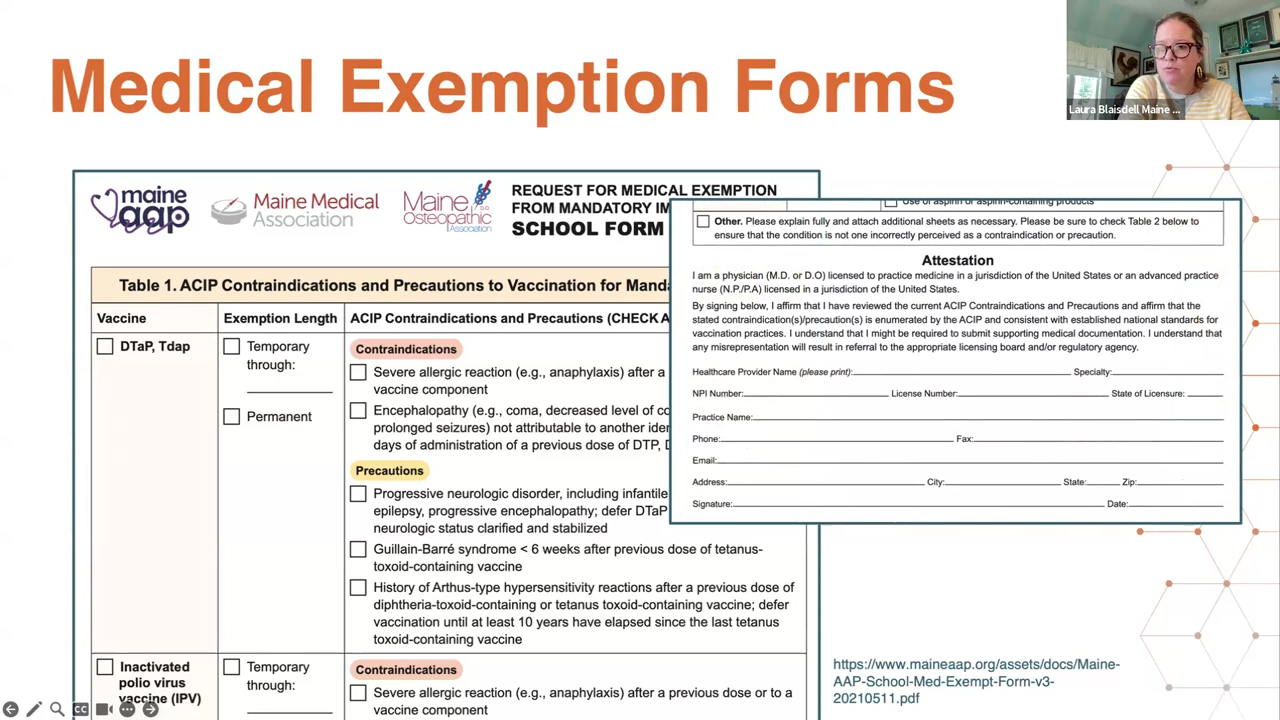 Medical Exemption Forms
Laura Blaisdell Maine ...
maine
aap
Maine Medical
Association
Maine
Osteopathic
Association
REQUEST FOR MEDICAL EXEMPTION
FROM MANDATORY IM
SCHOOL FORM
Table 1. ACIP Contraindications and Precautions to Vaccination for Manda
Vaccine
Exemption Length
ACIP Contraindications and Precautions (CHECK A
DTaP, Tdap
Temporary
through:
Permanent
Contraindications
Severe allergic reaction (e.g., anaphylaxis) after a
vaccine component
Encephalopathy (e.g., coma, decreased level of co
prolonged seizures) not attributable to another iden
days of administration of a previous dose of DTP, D
Precautions
Progressive neurologic disorder, including infantile
epilepsy, progressive encephalopathy; defer DTaP
neurologic status clarified and stabilized
Guillain-Barré syndrome < 6 weeks after previous dose of tetanus-
toxoid-containing vaccine
History of Arthus-type hypersensitivity reactions after a previous dose of
diphtheria-toxoid-containing or tetanus toxoid-containing vaccine; defer
vaccination until at least 10 years have elapsed since the last tetanus
toxoid-containing vaccine
Inactivated
polio virus
vaccine (IPV)
Temporary
through:
Contraindications
Severe allergic reaction (e.g., anaphylaxis) after a previous dose or to a
vaccine component
Use of aspirin or aspirin-containing products
Other. Please explain fully and attach additional sheets as necessary. Please be sure to check Table 2 below to
ensure that the condition is not one incorrectly perceived as a contraindication or precaution.
Attestation
I am a physician (M.D. or D.O) licensed to practice medicine in a jurisdiction of the United States or an advanced practice
nurse (N.P./P.A) licensed in a jurisdiction of the United States.
By signing below, I affirm that I have reviewed the current ACIP Contraindications and Precautions and affirm that the
stated contraindication(s)/precaution(s) is enumerated by the ACIP and consistent with established national standards for
vaccination practices. I understand that I might be required to submit supporting medical documentation. I understand that
any misrepresentation will result in referral to the appropriate licensing board and/or regulatory agency.
Healthcare Provider Name (please print): Specialty:
NPI Number: License Number: State of Licensure:
Practice Name:
Phone: Fax:
Email:
Address: City: State: Zip:
Signature: Date:
https://www.maineaap.org/assets/docs/Maine-
AAP-School-Med-Exempt-Form-v3-
20210511.pdf
CC